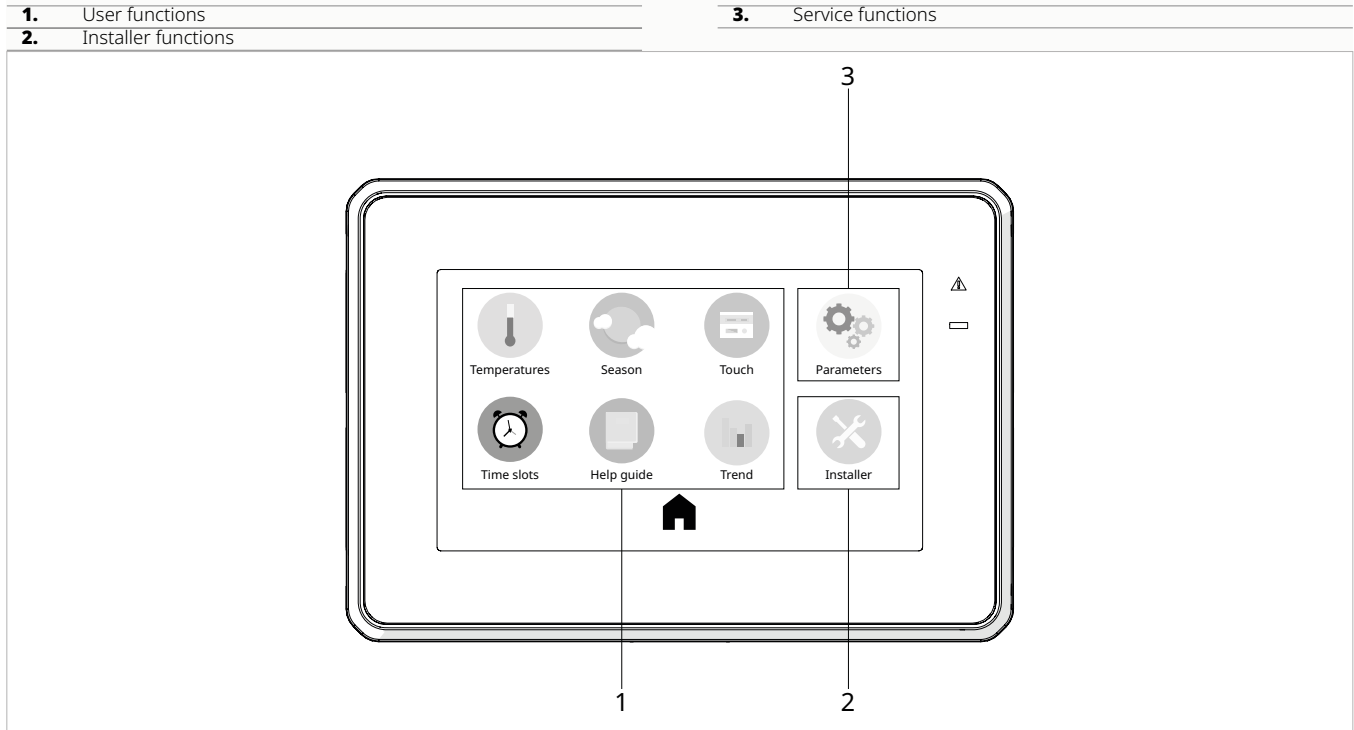 1. User functions
2. Installer functions
3. Service functions
3
Temperatures Season Touch Parameters
Time slots Help guide Trend Installer
1 2